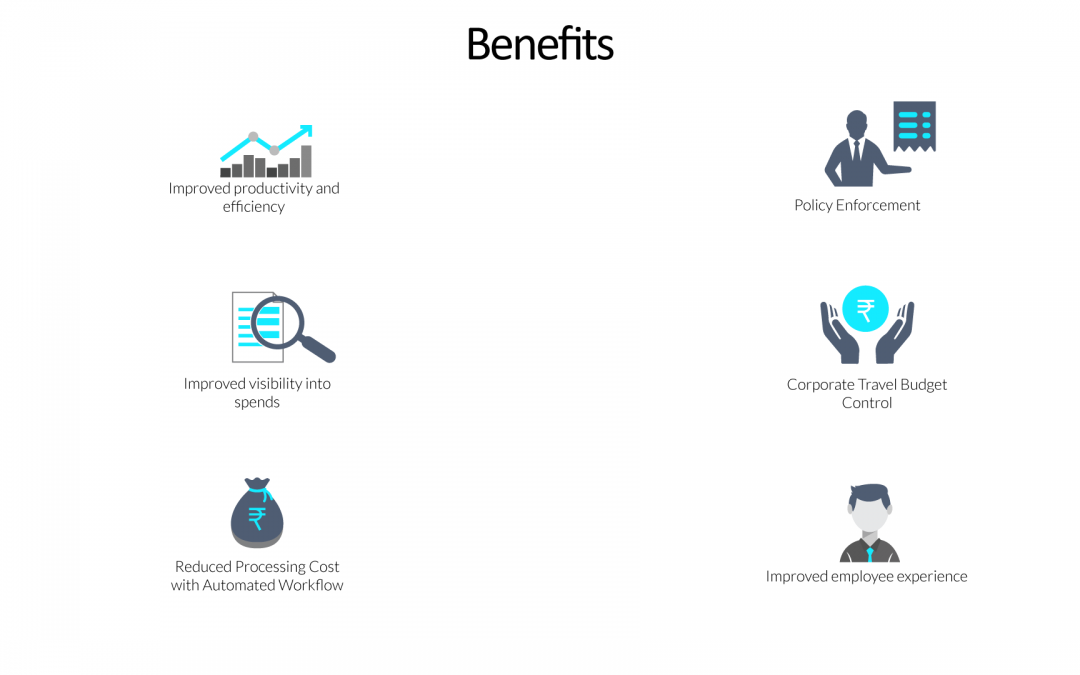 Benefits
Improved productivity and
efficiency
Policy Enforcement
₹
Improved visibility into
spends
Corporate Travel Budget
Control
₹
Reduced Processing Cost
with Automated Workflow
Improved employee experience